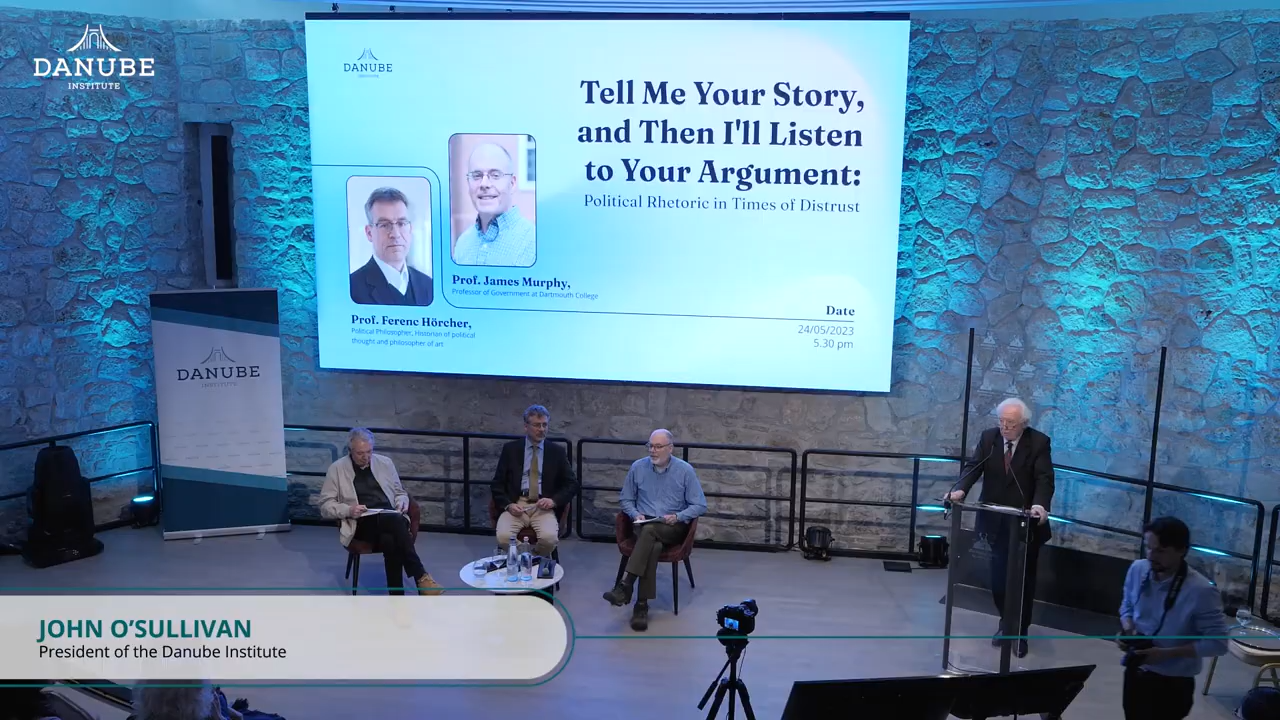 DANUBE
INSTITUTE
DANUBE
INSTITUTE
Tell Me Your Story,
and Then I'll Listen
to Your Argument:
Political Rhetoric in Times of Distrust
Prof. James Murphy,
Professor of Government at Dartmouth College
Prof. Ferenc Hörcher,
Political Philosopher, Historian of political
thought and philosopher of art
Date
24/05/2023
5.30 pm
DANUBE
INSTITUTE
JOHN O'SULLIVAN
President of the Danube Institute